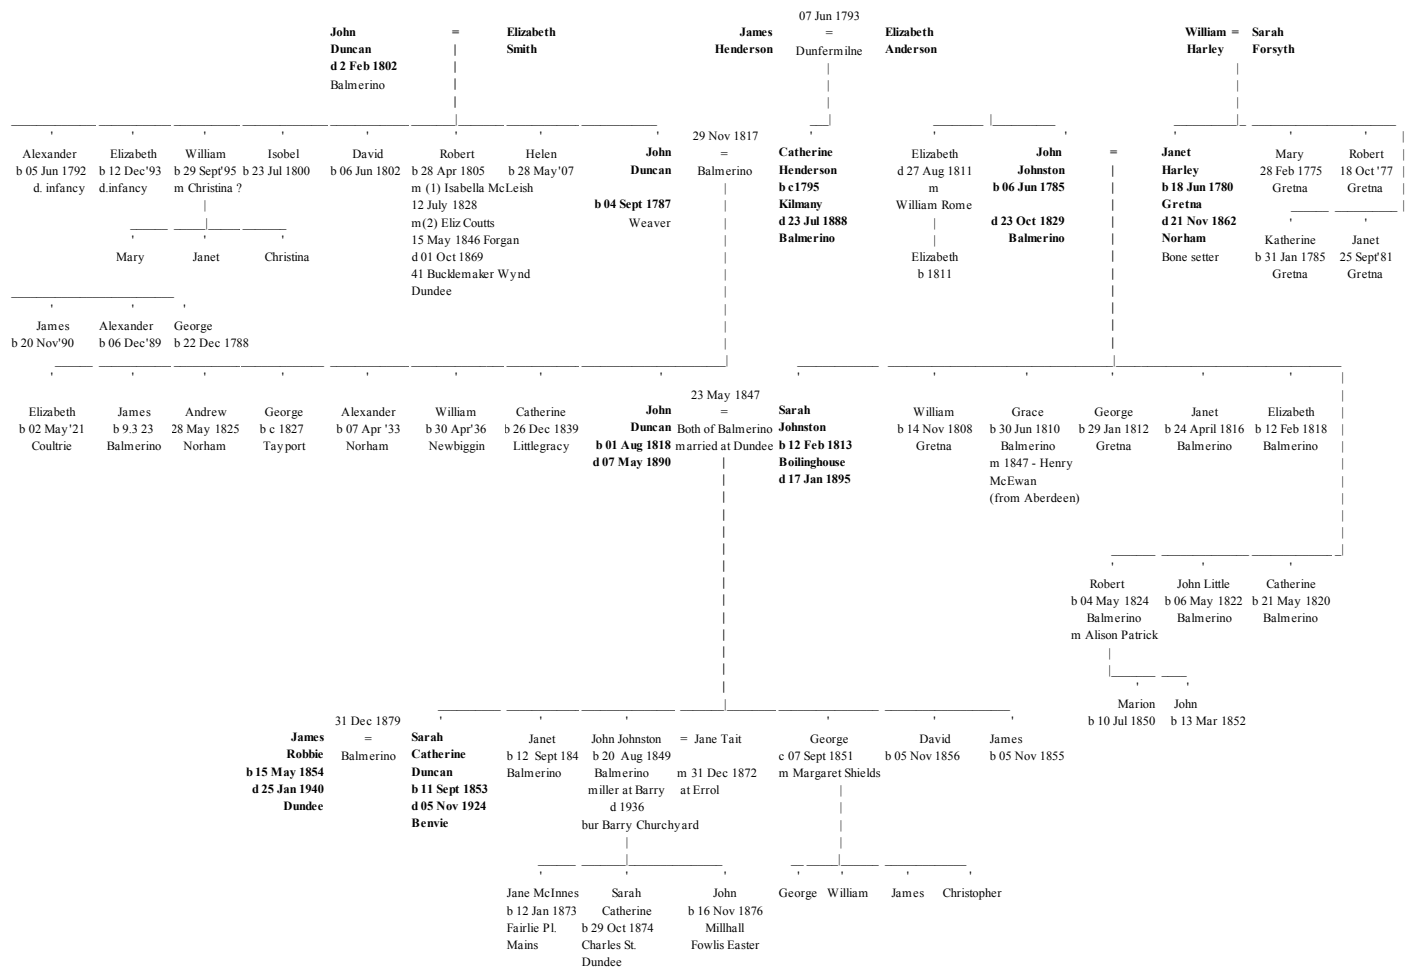 07 Jun 1793
John = Elizabeth James = Elizabeth William = Sarah
Duncan Smith Henderson Dunfermilne Anderson Harley Forsyth
d 2 Feb 1802
Balmerino
29 Nov 1817
Alexander Elizabeth William Isobel David Robert Helen John = Catherine Elizabeth John = Janet Mary Robert
b 05 Jun 1792 b 12 Dec'93 b 29 Sept'95 b 23 Jul 1800 b 06 Jun 1802 b 28 Apr 1805 b 28 May'07 Duncan Balmerino Henderson d 27 Aug 1811 Johnston Harley 28 Feb 1775 18 Oct '77
d. infancy d.infancy m Christina ? m (1) Isabella McLeish b c1795 m b 06 Jun 1785 b 18 Jun 1780 Gretna Gretna
12 July 1828 b 04 Sept 1787 Kilmany William Rome Gretna
m(2) Eliz Coutts Weaver d 23 Jul 1888 d 23 Oct 1829 d 21 Nov 1862
15 May 1846 Forgan Balmerino Balmerino Norham Katherine Janet
Mary Janet Christina d 01 Oct 1869 Elizabeth Bone setter b 31 Jan 1785 25 Sept'81
41 Bucklemaker Wynd b 1811 Gretna Gretna
Dundee
James Alexander George
b 20 Nov'90 b 06 Dec'89 b 22 Dec 1788
23 May 1847
Elizabeth James Andrew George Alexander William Catherine John = Sarah William Grace George Janet Elizabeth
b 02 May'21 b 9.3 23 28 May 1825 b c 1827 b 07 Apr '33 b 30 Apr'36 b 26 Dec 1839 Duncan Both of Balmerino Johnston b 14 Nov 1808 b 30 Jun 1810 b 29 Jan 1812 b 24 April 1816 b 12 Feb 1818
Coultrie Balmerino Norham Tayport Norham Newbiggin Littlegracy b 01 Aug 1818 married at Dundee b 12 Feb 1813 Gretna Balmerino Gretna Balmerino Balmerino
d 07 May 1890 Boilinghouse m 1847 - Henry
d 17 Jan 1895 McEwan
(from Aberdeen)
Robert John Little Catherine
b 04 May 1824 b 06 May 1822 b 21 May 1820
Balmerino Balmerino Balmerino
m Alison Patrick
Marion John
b 10 Jul 1850 b 13 Mar 1852
31 Dec 1879
James = Sarah Janet John Johnston = Jane Tait George David James
Robbie Balmerino Catherine b 12 Sept 184 b 20 Aug 1849 c 07 Sept 1851 b 05 Nov 1856 b 05 Nov 1855
b 15 May 1854 Duncan Balmerino Balmerino m 31 Dec 1872 m Margaret Shields
d 25 Jan 1940 b 11 Sept 1853 miller at Barry at Errol
Dundee d 05 Nov 1924 d 1936
Benvie bur Barry Churchyard
Jane McInnes Sarah John George William James Christopher
b 12 Jan 1873 Catherine b 16 Nov 1876
Fairlie Pl. b 29 Oct 1874 Millhall
Mains Charles St. Fowlis Easter
Dundee